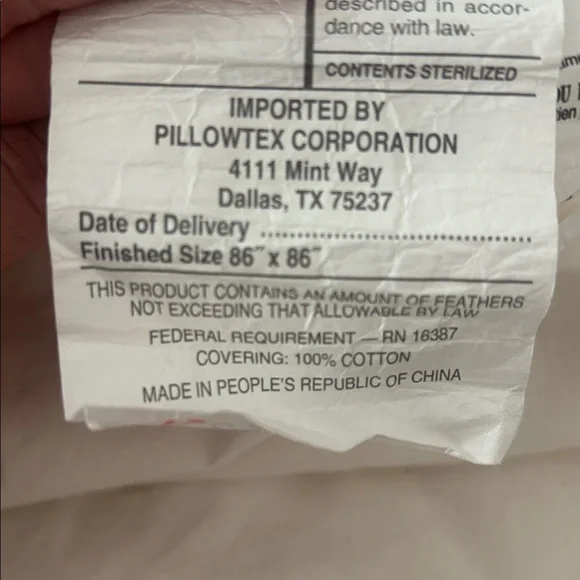 described in accor-
dance with law.
CONTENTS STERILIZED
IMPORTED BY
PILLOWTEX CORPORATION
4111 Mint Way
Dallas, TX 75237
Date of Delivery ........................................
Finished Size 86″ x 86″
THIS PRODUCT CONTAINS AN AMOUNT OF FEATHERS
NOT EXCEEDING THAT ALLOWABLE BY LAW
FEDERAL REQUIREMENT — RN 16387
COVERING: 100% COTTON
MADE IN PEOPLE'S REPUBLIC OF CHINA